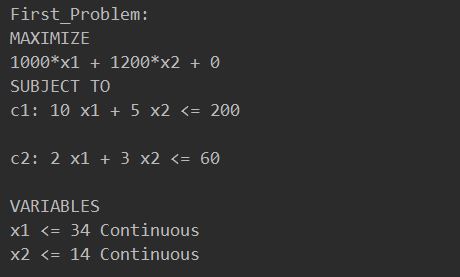 First_Problem:
MAXIMIZE
1000*x1 + 1200*x2 + 0
SUBJECT TO
c1: 10 x1 + 5 x2 <= 200
c2: 2 x1 + 3 x2 <= 60
VARIABLES
x1 <= 34 Continuous
x2 <= 14 Continuous